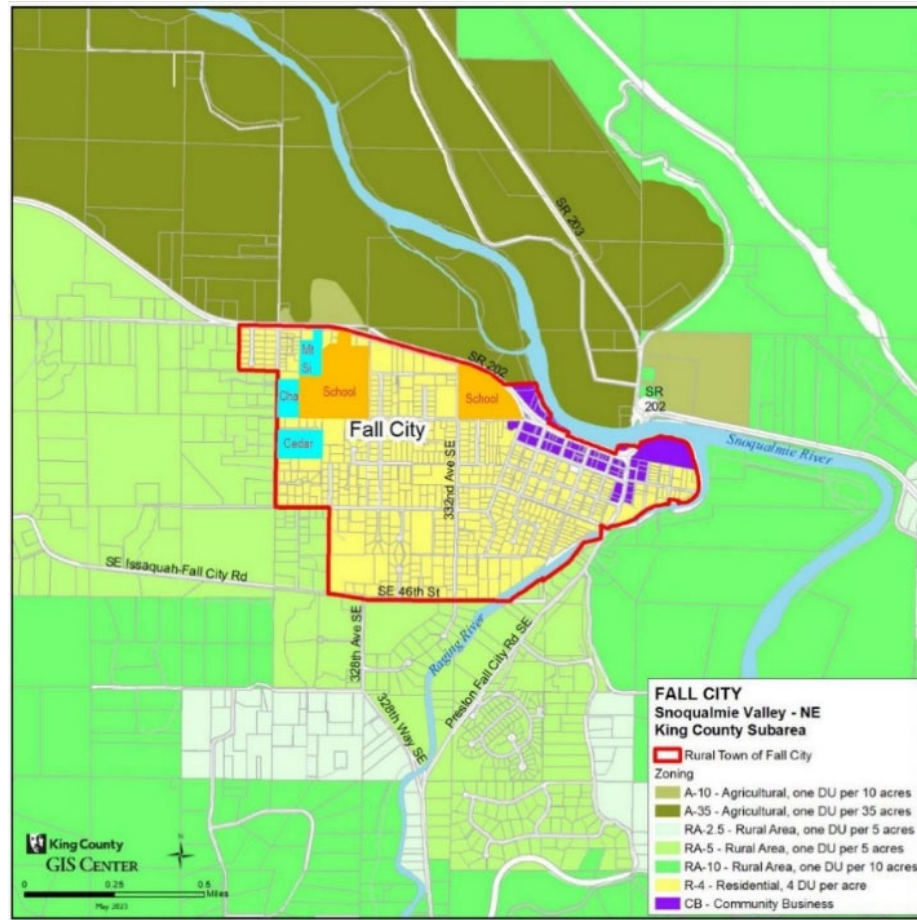 SR 203
SR 202
SR
202
Mt
Si
School
School
Cha
Fall City
Cedar
332nd Ave SE
Snoqualmie River
SE Issaquah-Fall City Rd
SE 46th St
328th Ave SE
Raging River
Preston Fall City Rd SE
328th Way SE
FALL CITY
Snoqualmie Valley - NE
King County Subarea
Rural Town of Fall City
Zoning
A-10 - Agricultural, one DU per 10 acres
A-35 - Agricultural, one DU per 35 acres
RA-2.5 - Rural Area, one DU per 5 acres
RA-5 - Rural Area, one DU per 5 acres
RA-10 - Rural Area, one DU per 10 acres
R-4 - Residential, 4 DU per acre
CB - Community Business
King County
GIS CENTER
N
0 0.25 0.5
Miles
May 2023